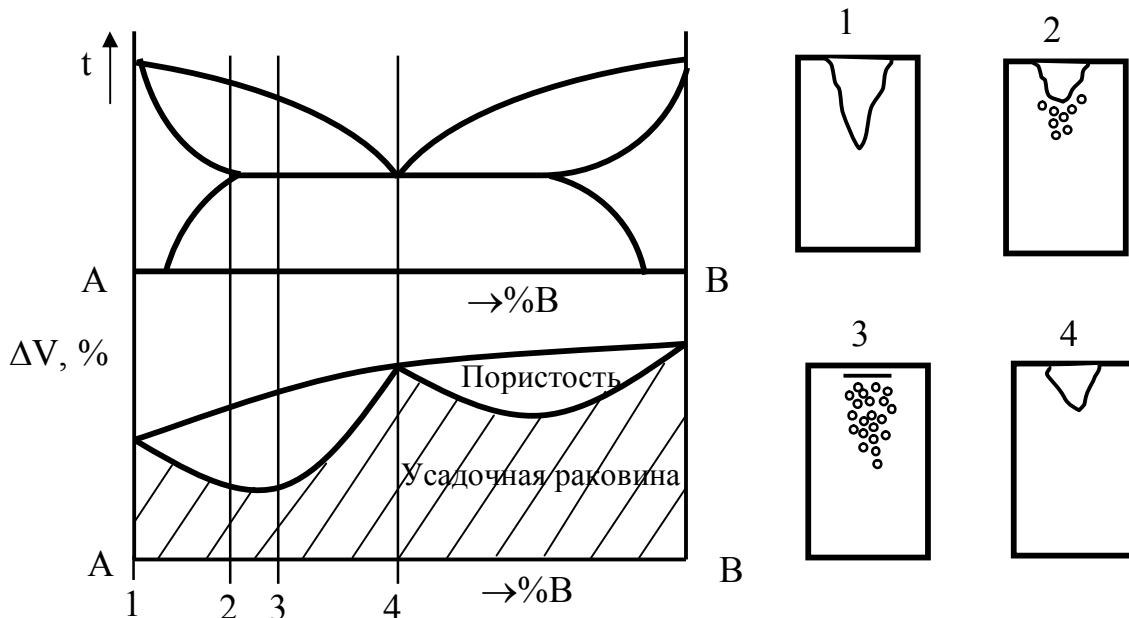 t
A
B
→%B
ΔV, %
Пористость
Усадочная раковина
A
B
→%B
1
2
3
4
1
2
3
4